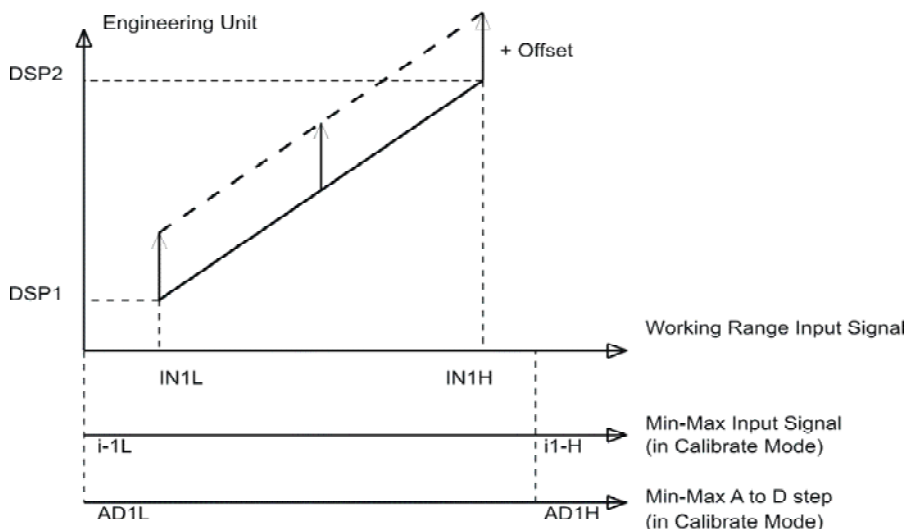 Engineering Unit
+ Offset
DSP2
DSP1
Working Range Input Signal
IN1L
IN1H
Min-Max Input Signal
(in Calibrate Mode)
i-1L
i1-H
Min-Max A to D step
(in Calibrate Mode)
AD1L
AD1H